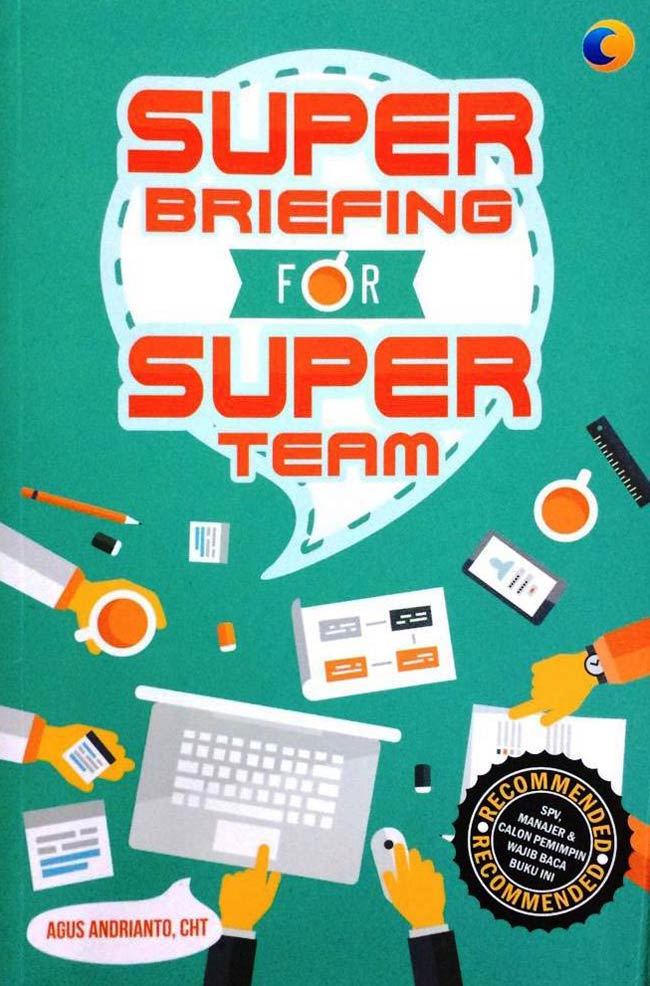 SUPER
BRIEFING
FOR
SUPER
TEAM
RECOMMENDED
SPV,
MANAJER &
CALON PEMIMPIN
WAJIB BACA
BUKU INI
RECOMMENDED
AGUS ANDRIANTO, CHT